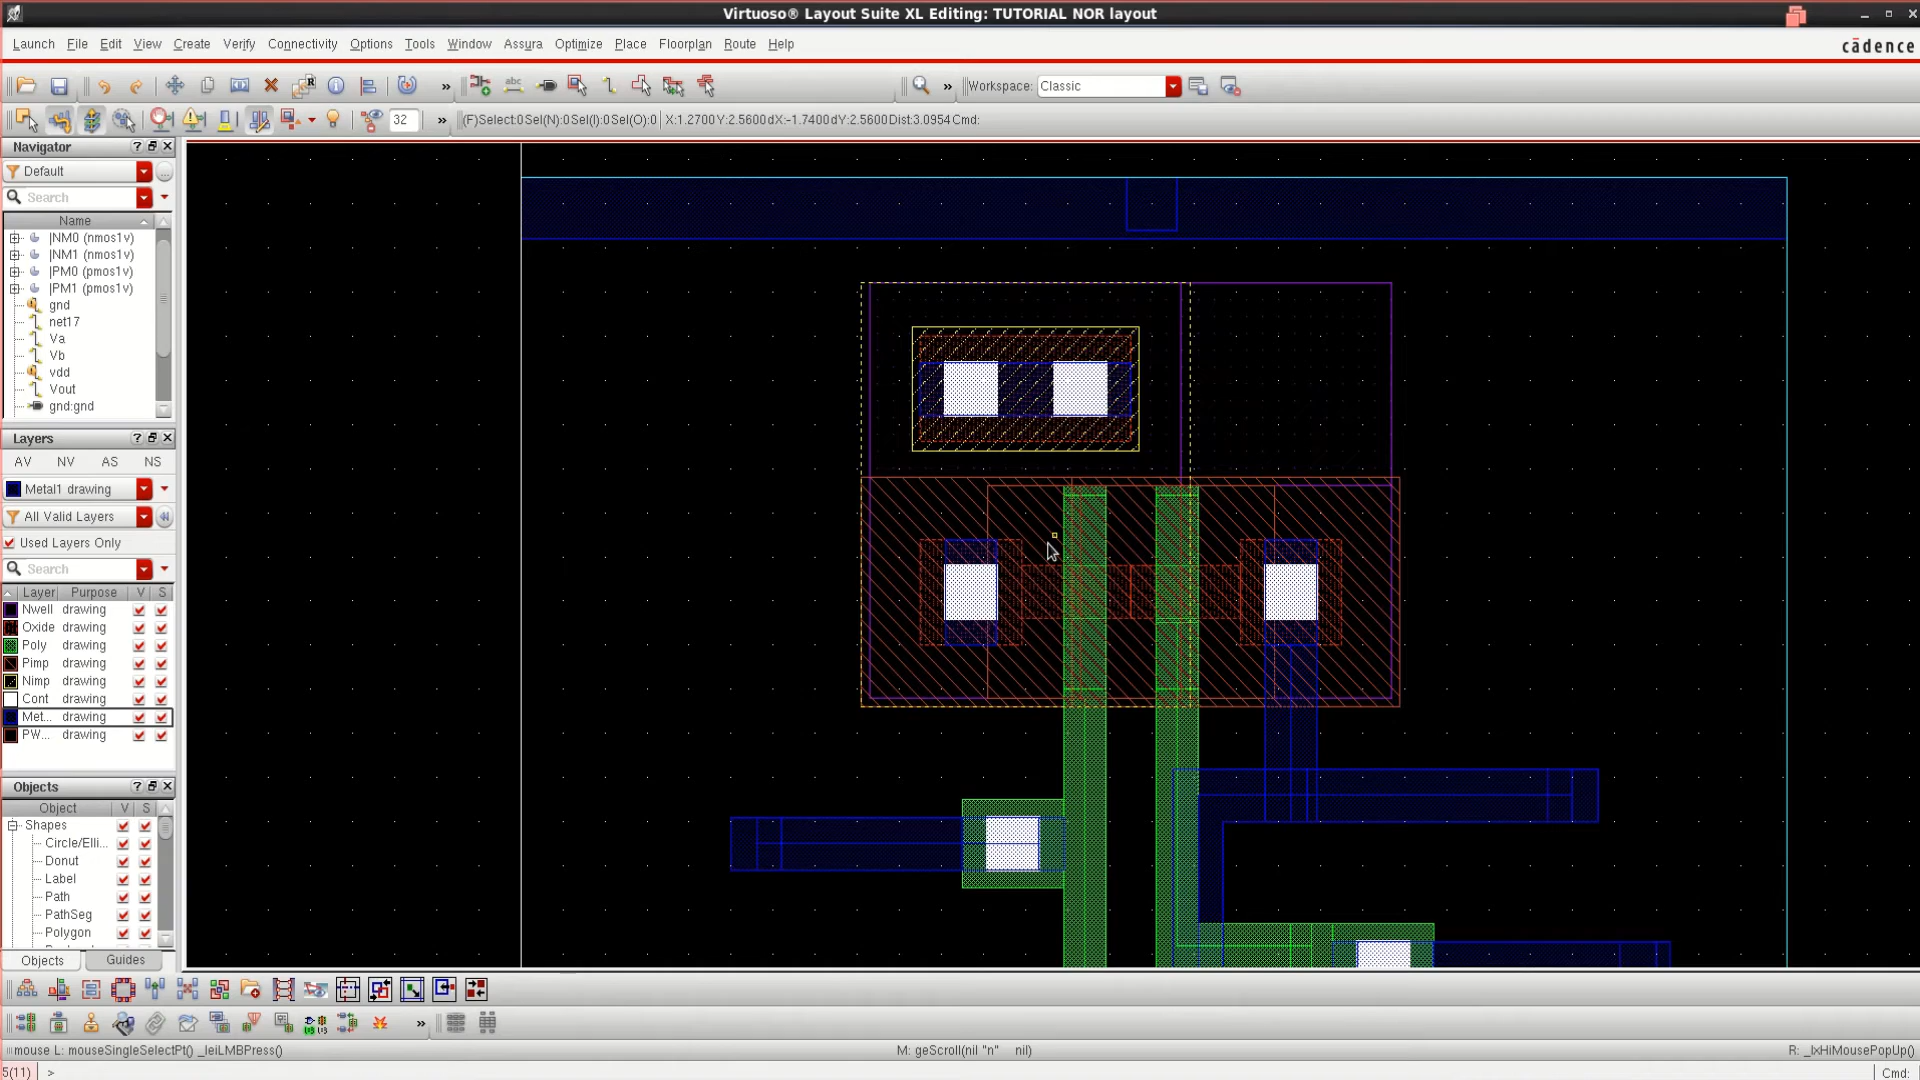 Virtuoso® Layout Suite XL Editing: TUTORIAL NOR layout
Launch File Edit View Create Verify Connectivity Options Tools Window Assura Optimize Place Floorplan Route Help
cādence
» » Workspace: Classic
32 » (F)Select:0 Sel(N):0 Sel(I):0 Sel(O):0 X:1.2700 Y:2.5600 dX:-1.7400 dY:2.5600 Dist:3.0954 Cmd:
Navigator
Default
Search
Name
|NM0 (nmos1v)
|NM1 (nmos1v)
|PM0 (pmos1v)
|PM1 (pmos1v)
gnd
net17
Va
Vb
vdd
Vout
gnd:gnd
Layers
AV NV AS NS
Metal1 drawing
All Valid Layers
Used Layers Only
Search
Layer Purpose V S
Nwell drawing
Oxide drawing
Poly drawing
Pimp drawing
Nimp drawing
Cont drawing
Met... drawing
PW... drawing
Objects
Object V S
Shapes
Circle/Elli...
Donut
Label
Path
PathSeg
Polygon
Objects Guides
»
mouse L: mouseSingleSelectPt() _leiLMBPress() M: geScroll(nil "n" nil) R: _lxHiMousePopUp()
5(11) > Cmd: